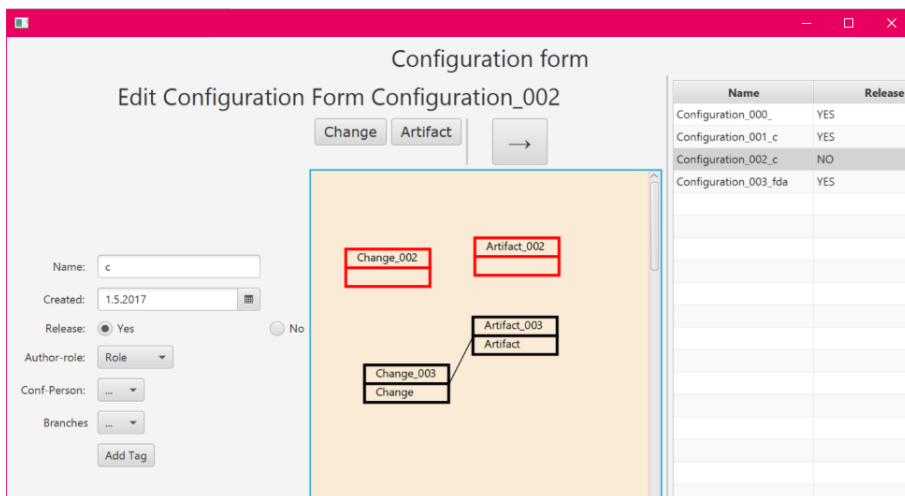 Configuration form
Edit Configuration Form Configuration_002
Change Artifact →
Name: c
Created: 1.5.2017
Release: Yes No
Author-role: Role
Conf-Person: ...
Branches ...
Add Tag
Change_002
Artifact_002
Artifact_003
Artifact
Change_003
Change
Name Release
Configuration_000_ YES
Configuration_001_c YES
Configuration_002_c NO
Configuration_003_fda YES